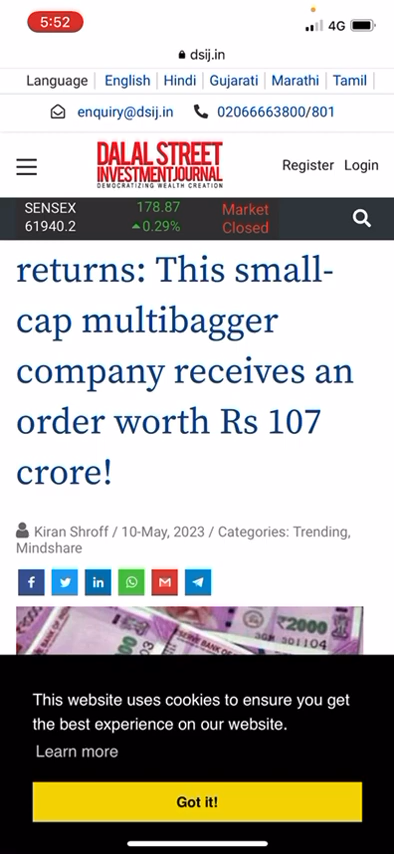 5:52
4G
dsij.in
Language English Hindi Gujarati Marathi Tamil
enquiry@dsij.in 02066663800/801
DALAL STREET
INVESTMENT JOURNAL
DEMOCRATIZING WEALTH CREATION
Register Login
SENSEX 178.87 Market
61940.2 0.29% Closed
returns: This small-
cap multibagger
company receives an
order worth Rs 107
crore!
Kiran Shroff / 10-May, 2023 / Categories: Trending,
Mindshare
₹2000
This website uses cookies to ensure you get
the best experience on our website.
Learn more
Got it!